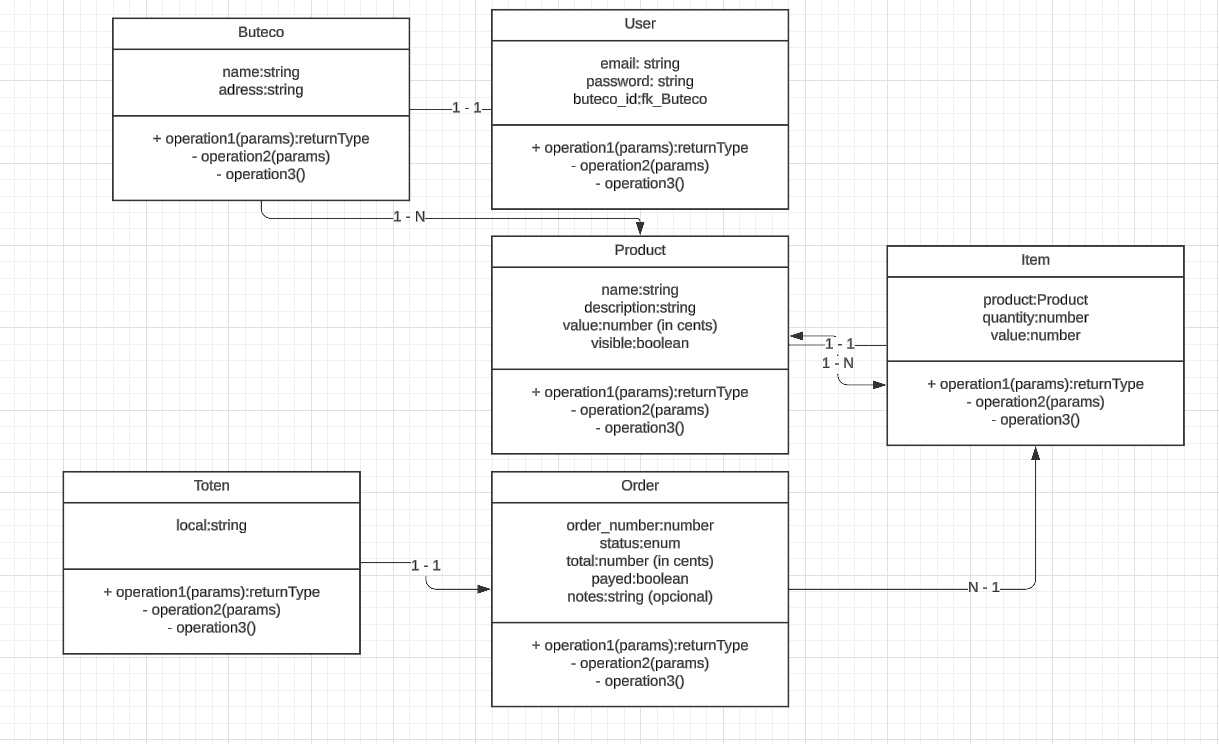 Buteco
name:string
adress:string
+ operation1(params):returnType
- operation2(params)
- operation3()
1 - 1
User
email: string
password: string
buteco_id:fk_Buteco
+ operation1(params):returnType
- operation2(params)
- operation3()
1 - N
Product
name:string
description:string
value:number (in cents)
visible:boolean
+ operation1(params):returnType
- operation2(params)
- operation3()
1 - 1
1 - N
Item
product:Product
quantity:number
value:number
+ operation1(params):returnType
- operation2(params)
- operation3()
Toten
local:string
+ operation1(params):returnType
- operation2(params)
- operation3()
1 - 1
Order
order_number:number
status:enum
total:number (in cents)
payed:boolean
notes:string (opcional)
+ operation1(params):returnType
- operation2(params)
- operation3()
N - 1